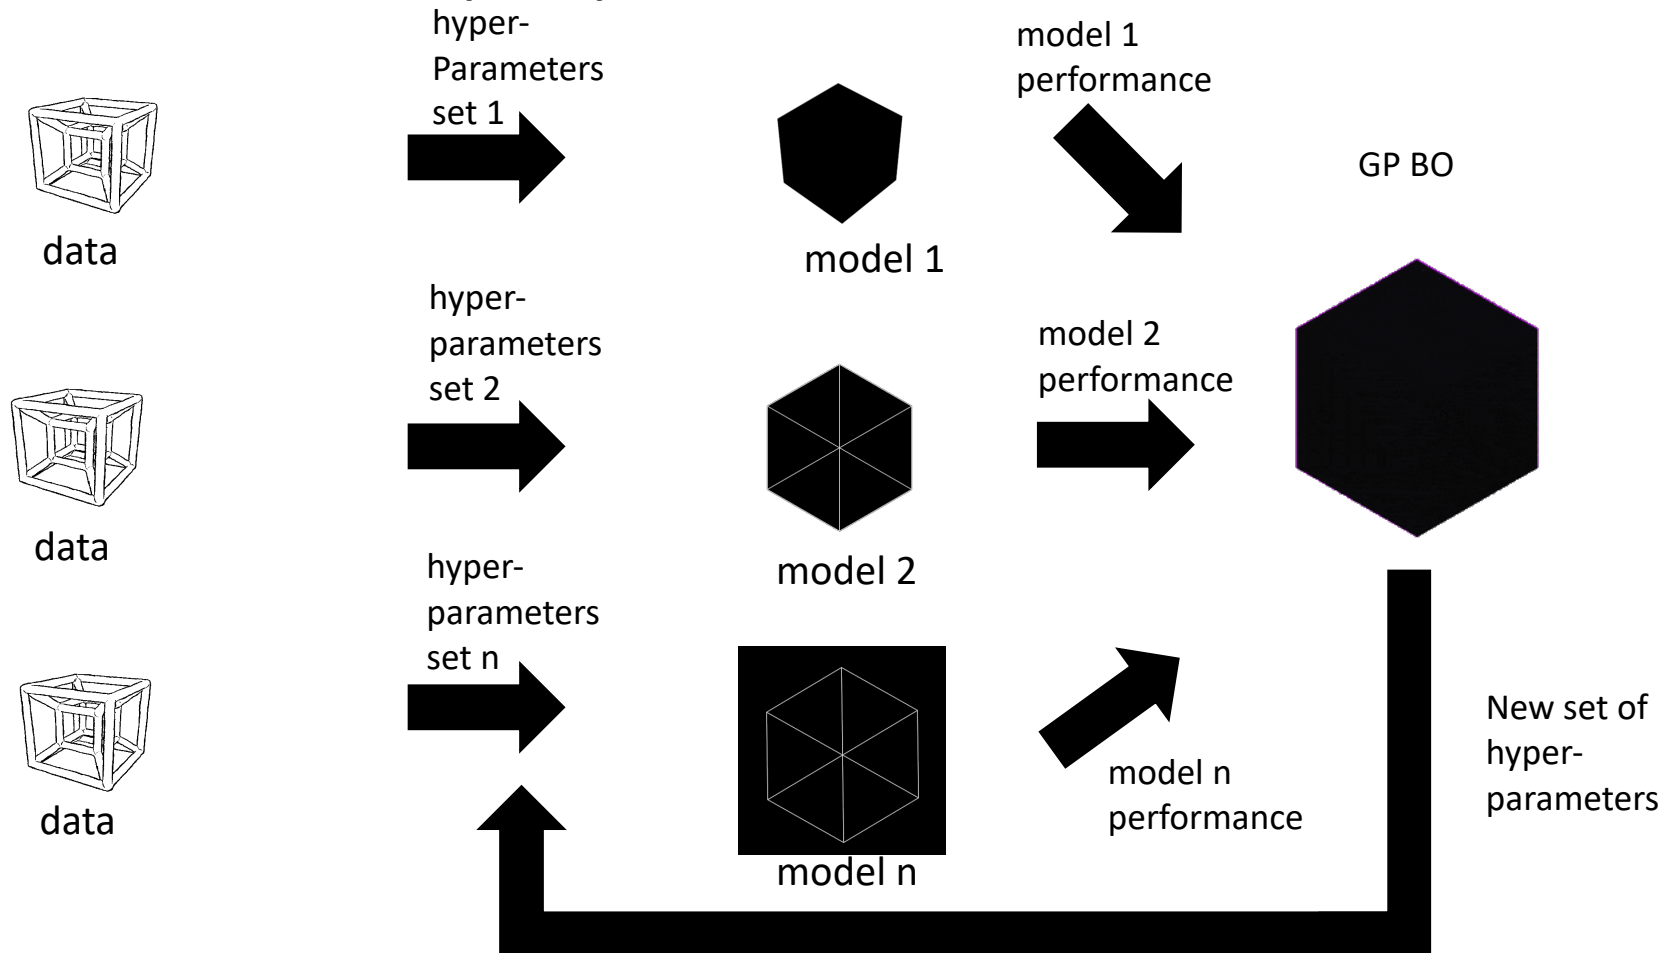 hyper-
Parameters
set 1
model 1
performance
GP BO
data
model 1
hyper-
parameters
set 2
model 2
performance
data
model 2
hyper-
parameters
set n
New set of
hyper-
parameters
model n
performance
data
model n